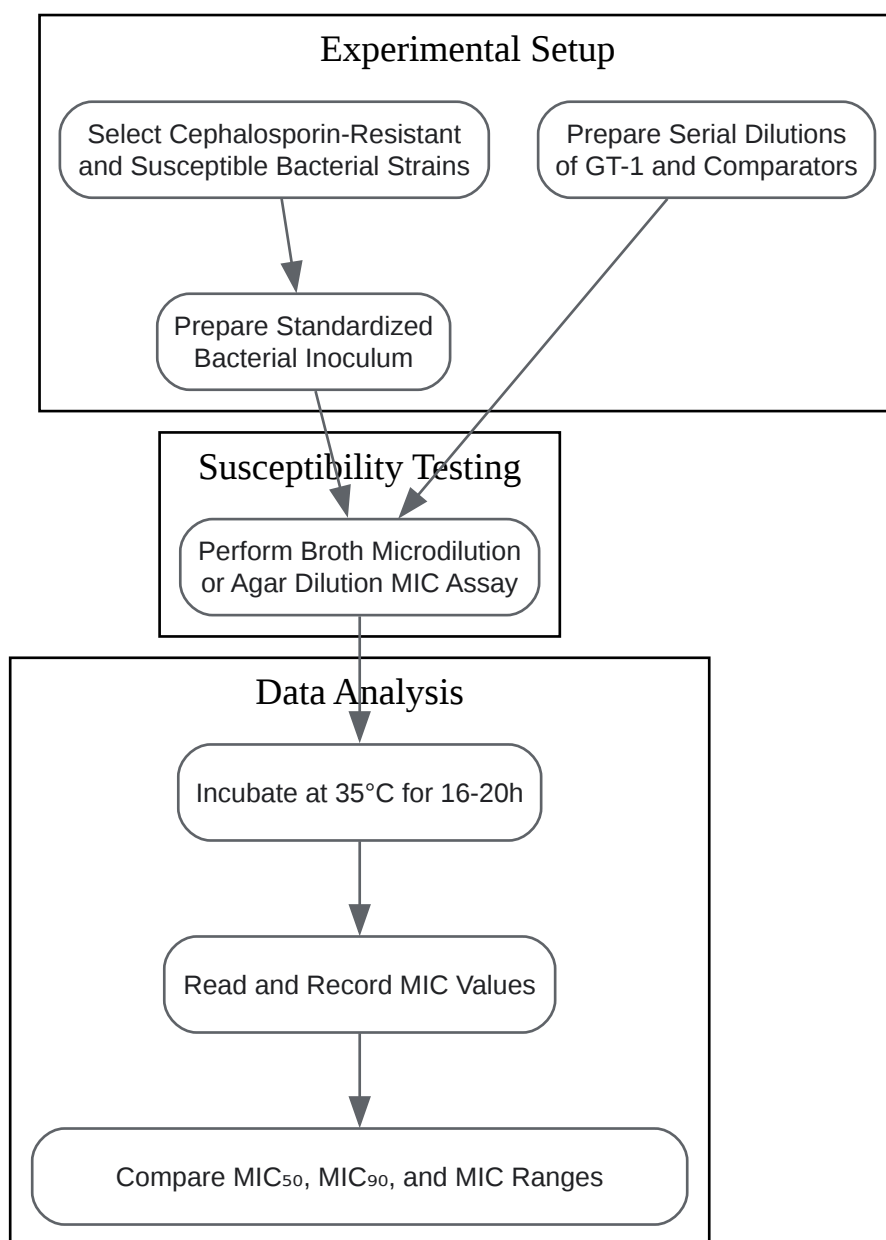 Experimental Setup
Select Cephalosporin-Resistant
and Susceptible Bacterial Strains
Prepare Serial Dilutions
of GT-1 and Comparators
Prepare Standardized
Bacterial Inoculum
Susceptibility Testing
Perform Broth Microdilution
or Agar Dilution MIC Assay
Data Analysis
Incubate at 35°C for 16-20h
Read and Record MIC Values
Compare MIC₅₀, MIC₉₀, and MIC Ranges